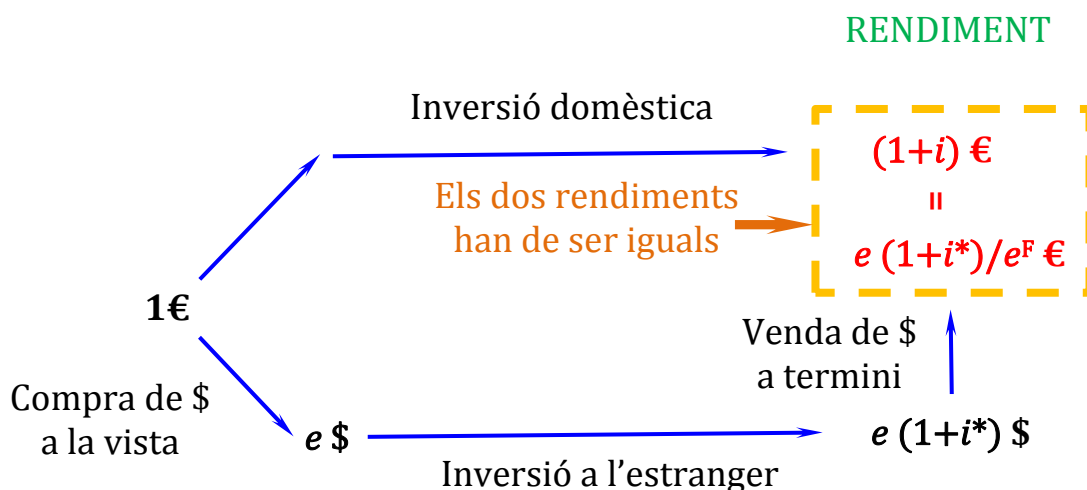 RENDIMENT
Inversió domèstica
(1+i) €
=
e (1+i*)/eF €
Els dos rendiments
han de ser iguals
1€
Venda de $
a termini
Compra de $
a la vista
e $
e (1+i*) $
Inversió a l’estranger